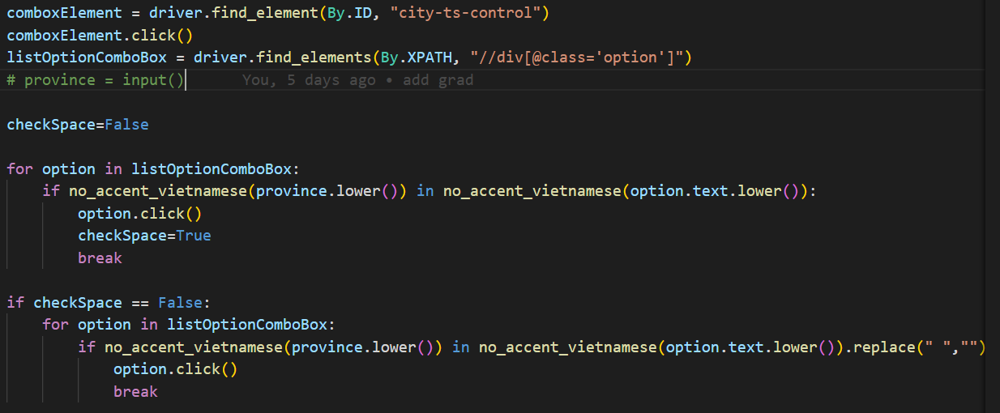 comboxElement = driver.find_element(By.ID, "city-ts-control")
comboxElement.click()
listOptionComboBox = driver.find_elements(By.XPATH, "//div[@class='option']")
# province = input() You, 5 days ago • add grad
checkSpace=False
for option in listOptionComboBox:
    if no_accent_vietnamese(province.lower()) in no_accent_vietnamese(option.text.lower()):
        option.click()
        checkSpace=True
        break
if checkSpace == False:
    for option in listOptionComboBox:
        if no_accent_vietnamese(province.lower()) in no_accent_vietnamese(option.text.lower()).replace(" ","")
            option.click()
            break